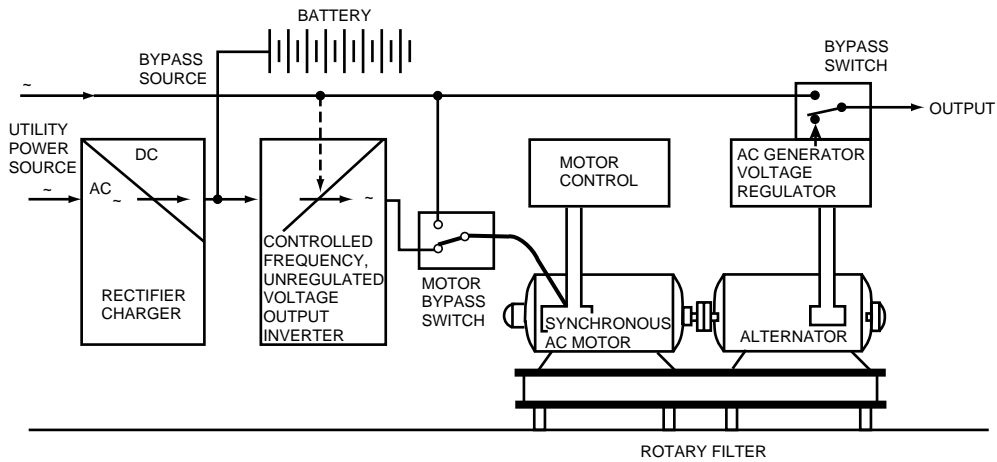 BATTERY
BYPASS
SOURCE
BYPASS
SWITCH
~
OUTPUT
UTILITY
POWER
SOURCE
DC
MOTOR
CONTROL
AC GENERATOR
VOLTAGE
REGULATOR
~
AC
~
~
CONTROLLED
FREQUENCY,
UNREGULATED
VOLTAGE
OUTPUT
INVERTER
RECTIFIER
CHARGER
MOTOR
BYPASS
SWITCH
SYNCHRONOUS
AC MOTOR
ALTERNATOR
ROTARY FILTER